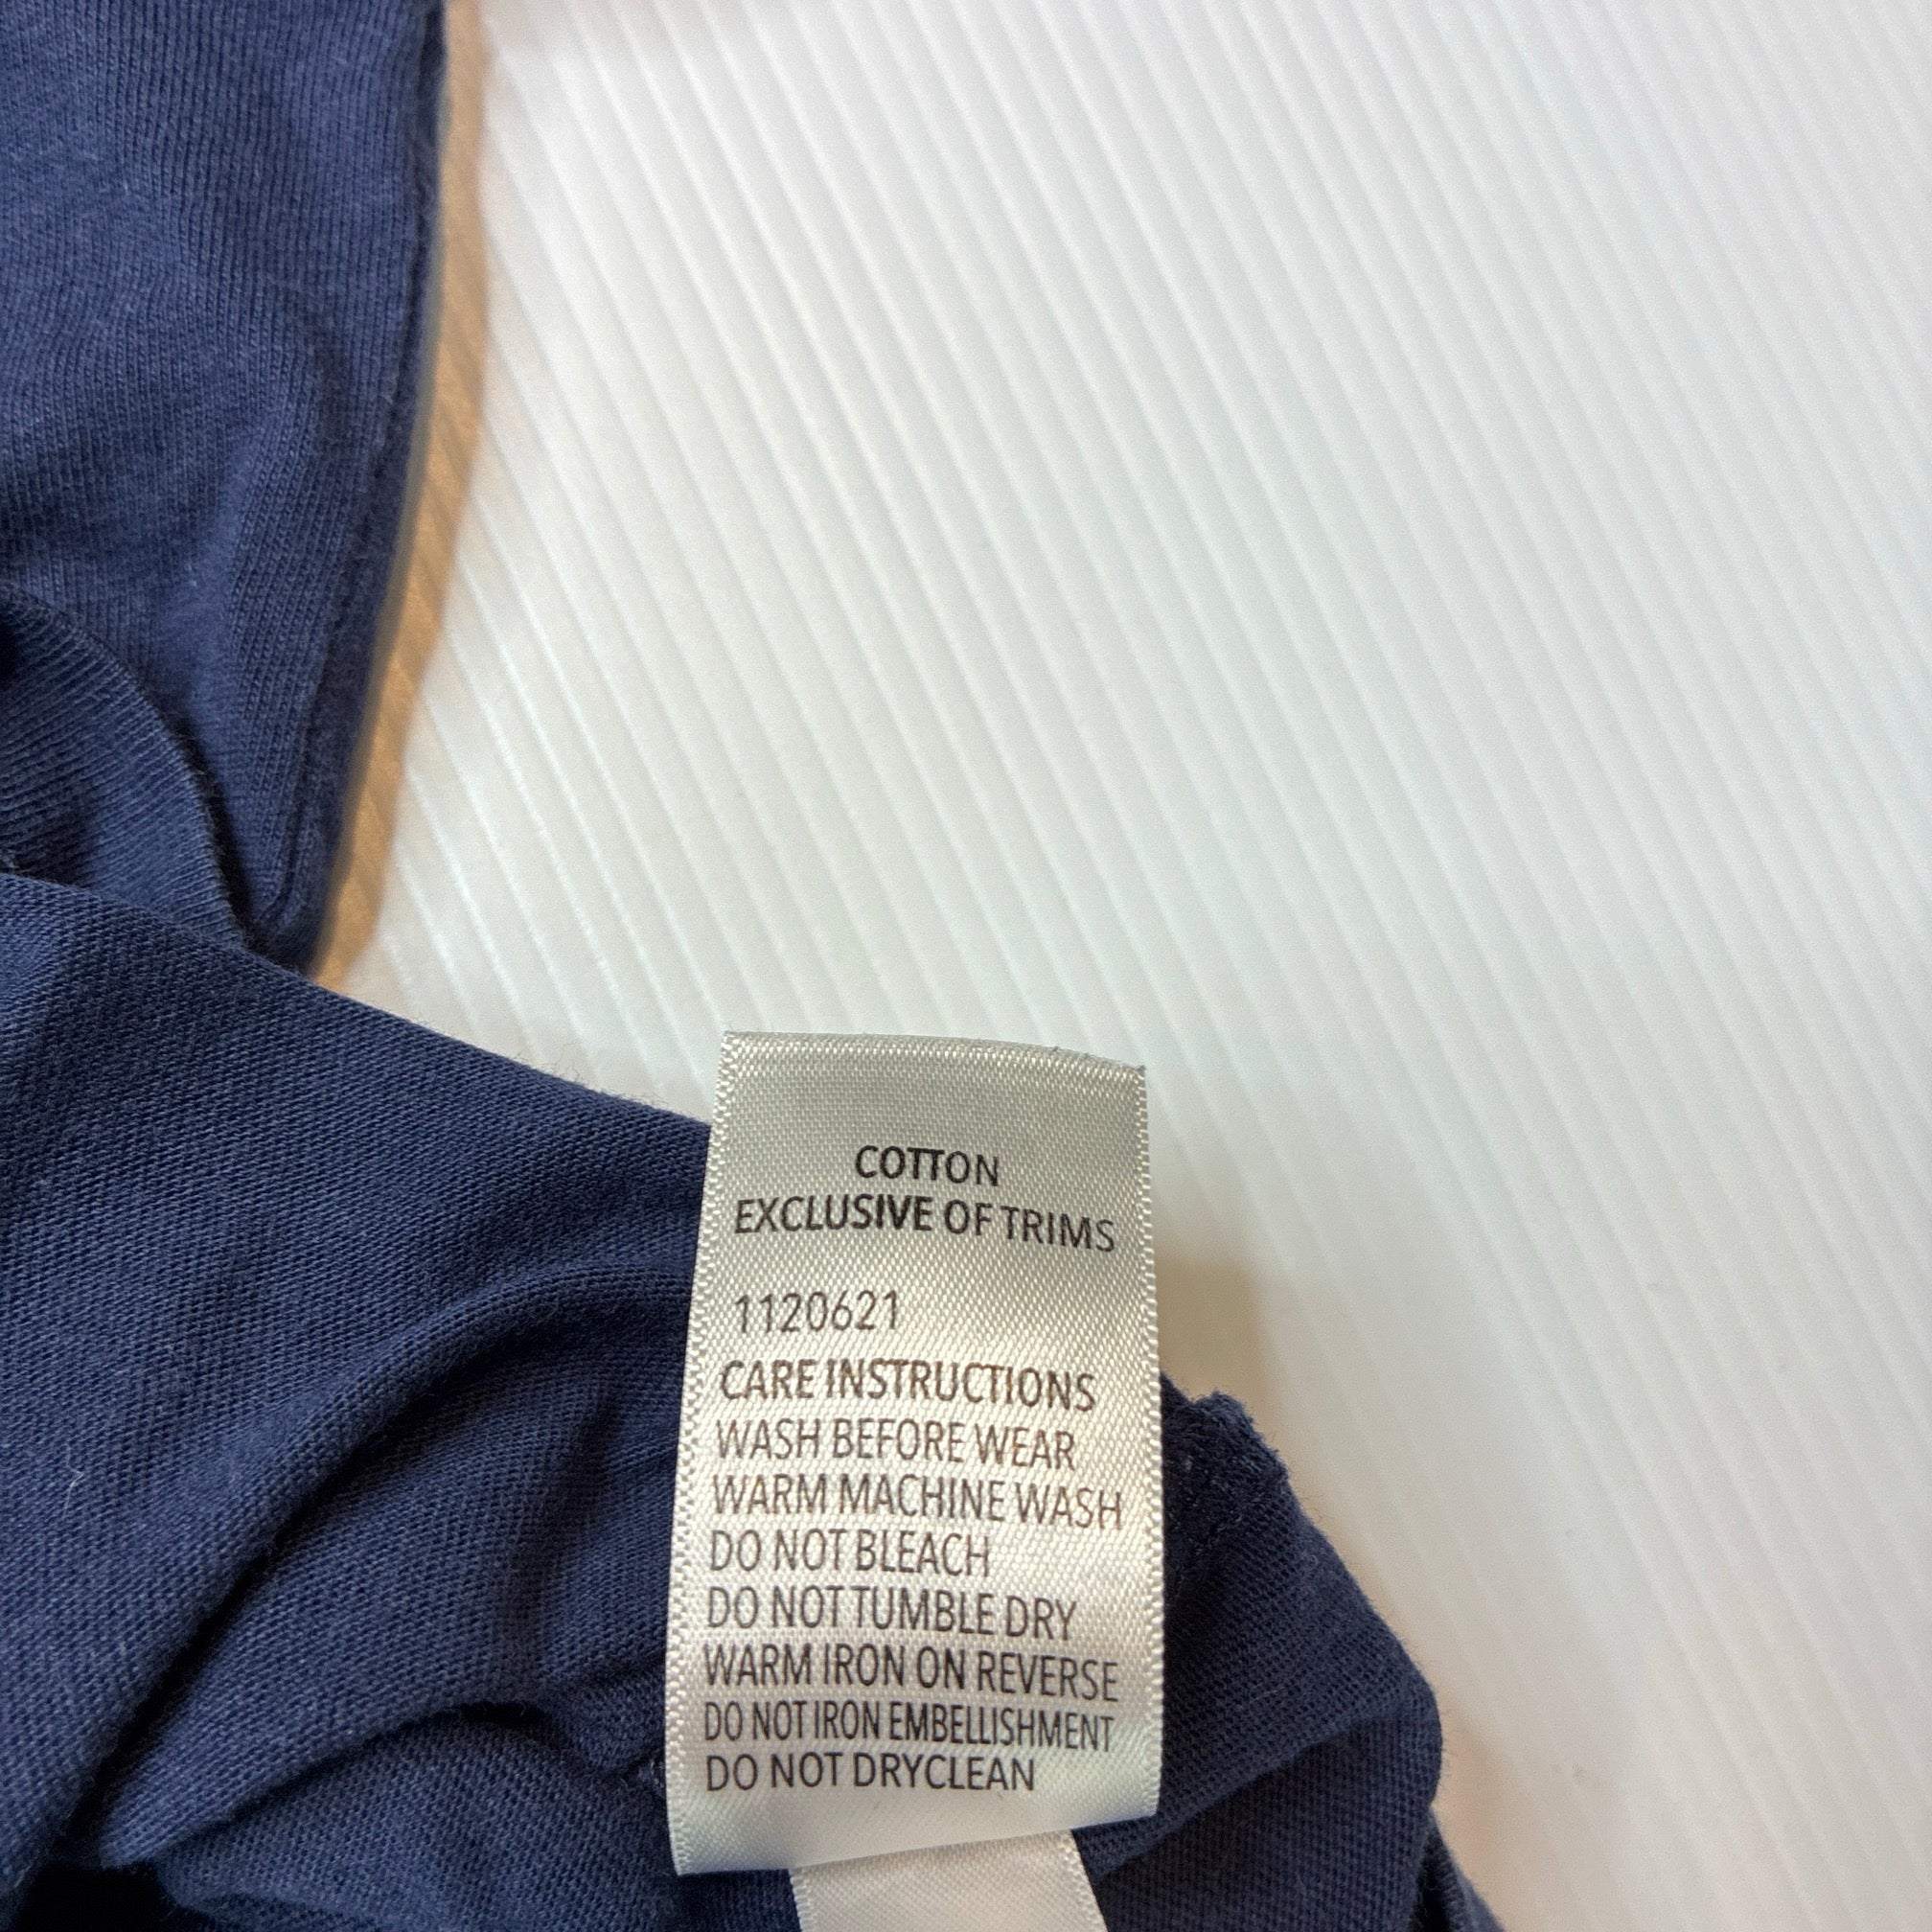 COTTON
EXCLUSIVE OF TRIMS
1120621
CARE INSTRUCTIONS
WASH BEFORE WEAR
WARM MACHINE WASH
DO NOT BLEACH
DO NOT TUMBLE DRY
WARM IRON ON REVERSE
DO NOT IRON EMBELLISHMENT
DO NOT DRYCLEAN